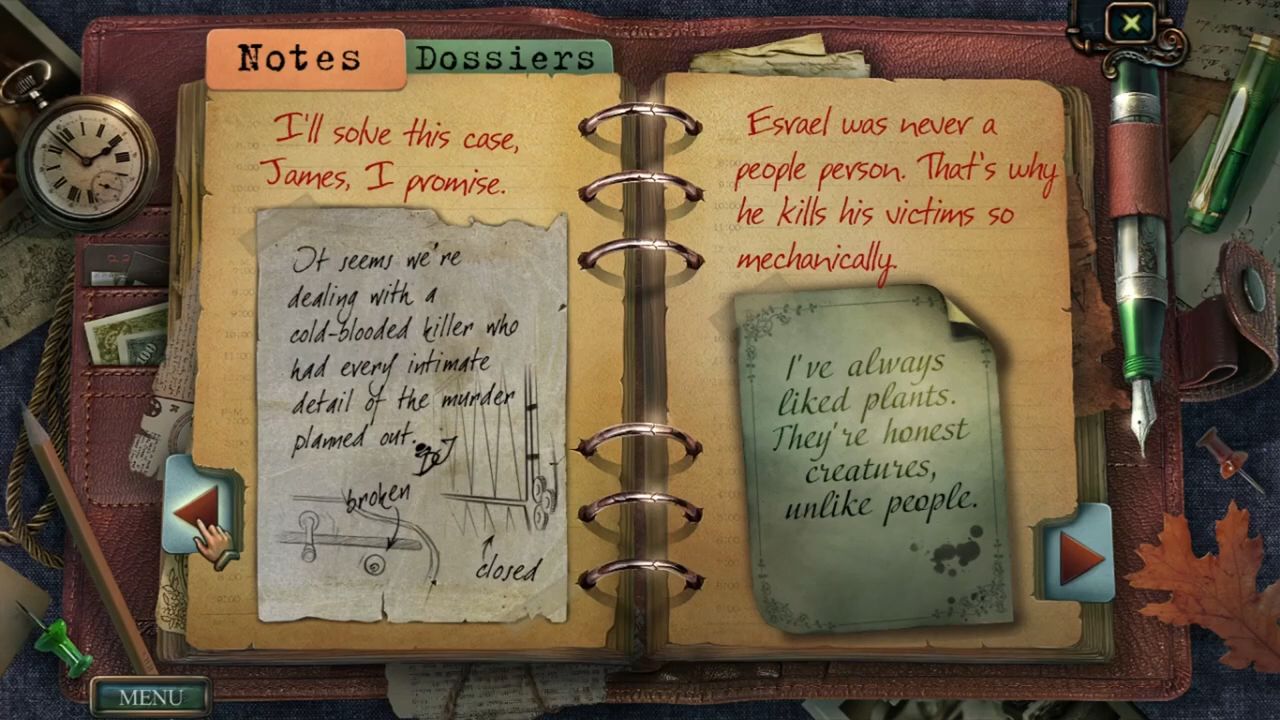 Notes
Dossiers
I'll solve this case,
James, I promise.
It seems we're
dealing with a
cold-blooded killer who
had every intimate
detail of the murder
planned out.
broken
closed
Esrael was never a
people person. That's why
he kills his victims so
mechanically.
I've always
liked plants.
They're honest
creatures,
unlike people.
MENU